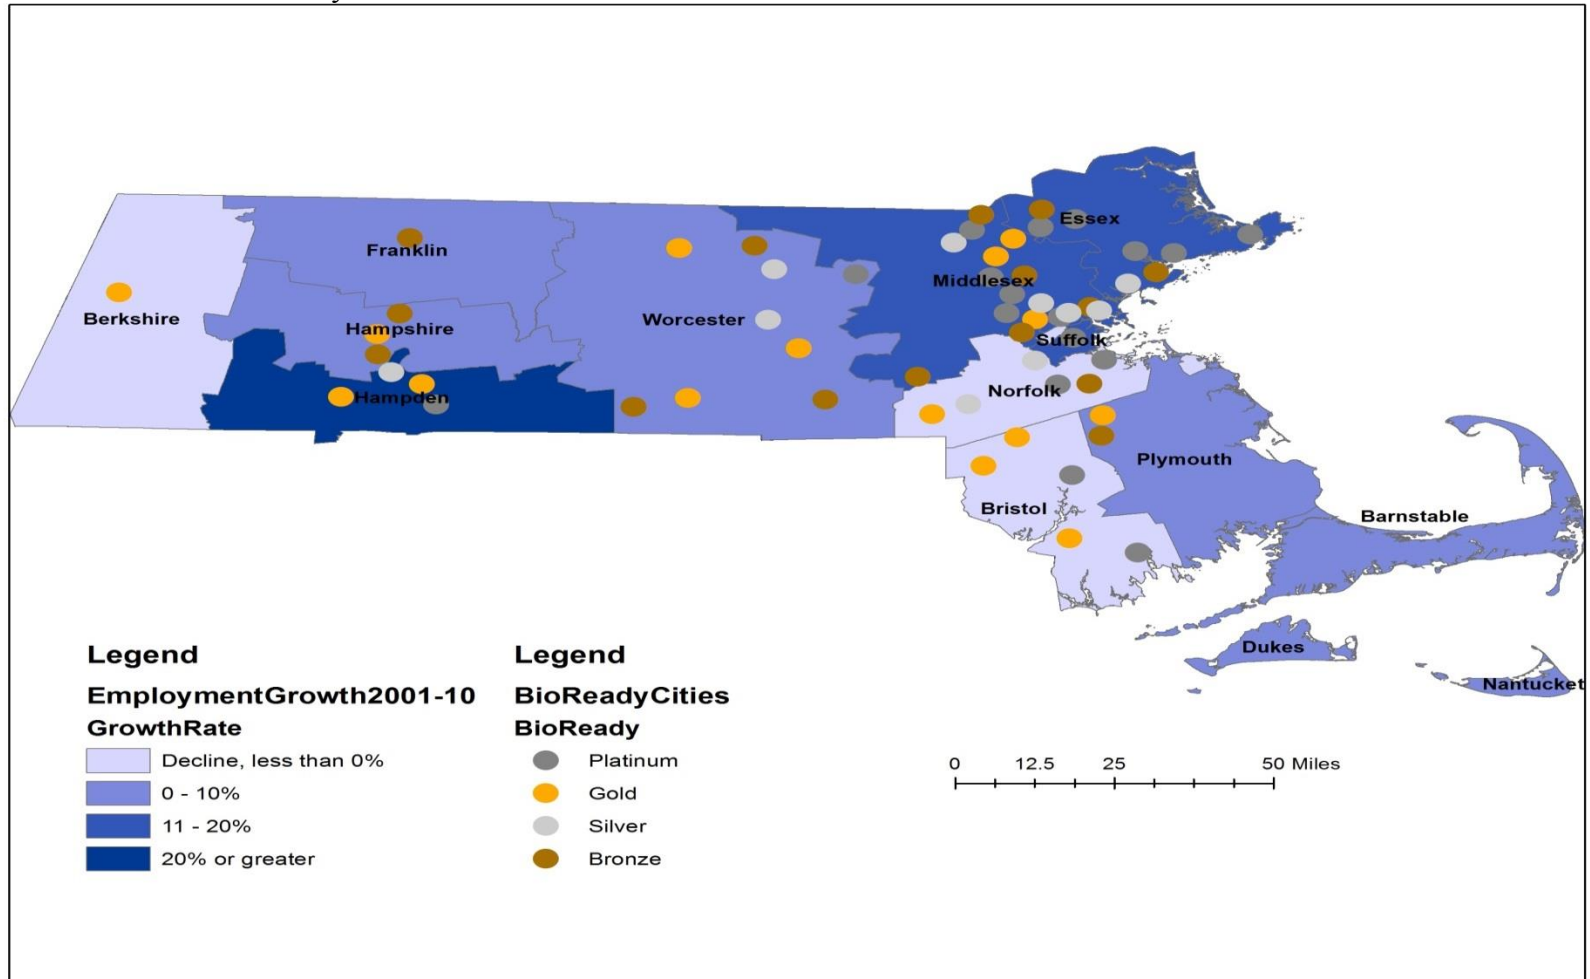 Essex
Franklin
Middlesex
Berkshire
Hampshire
Worcester
Suffolk
Norfolk
Hampden
Plymouth
Bristol
Barnstable
Dukes
Nantucket
Legend
EmploymentGrowth2001-10
GrowthRate
Decline, less than 0%
0 - 10%
11 - 20%
20% or greater
Legend
BioReadyCities
BioReady
Platinum
Gold
Silver
Bronze
0 12.5 25 50 Miles